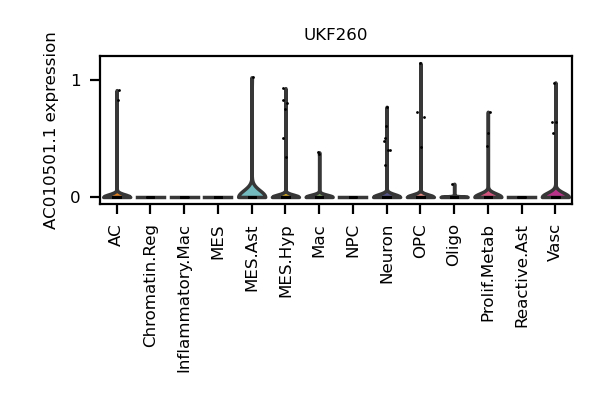 UKF260
AC010501.1 expression
1
0
AC
Chromatin.Reg
Inflammatory.Mac
MES
MES.Ast
MES.Hyp
Mac
NPC
Neuron
OPC
Oligo
Prolif.Metab
Reactive.Ast
Vasc